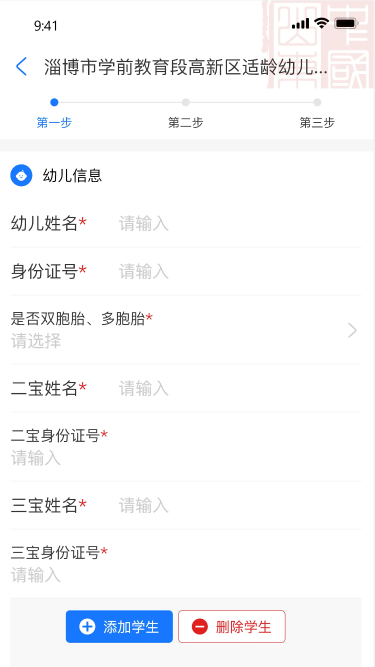 9:41
淄博市学前教育段高新区适龄幼儿...
第一步
第二步
第三步
幼儿信息
幼儿姓名* 请输入
身份证号* 请输入
是否双胞胎、多胞胎*
请选择
二宝姓名* 请输入
二宝身份证号*
请输入
三宝姓名* 请输入
三宝身份证号*
请输入
添加学生
删除学生